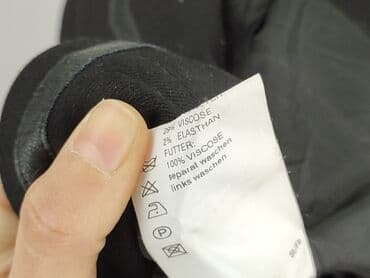 29% VISCOSE
2% ELASTHAN
FUTTER:
100% VISCOSE
separat waschen
links waschen
P